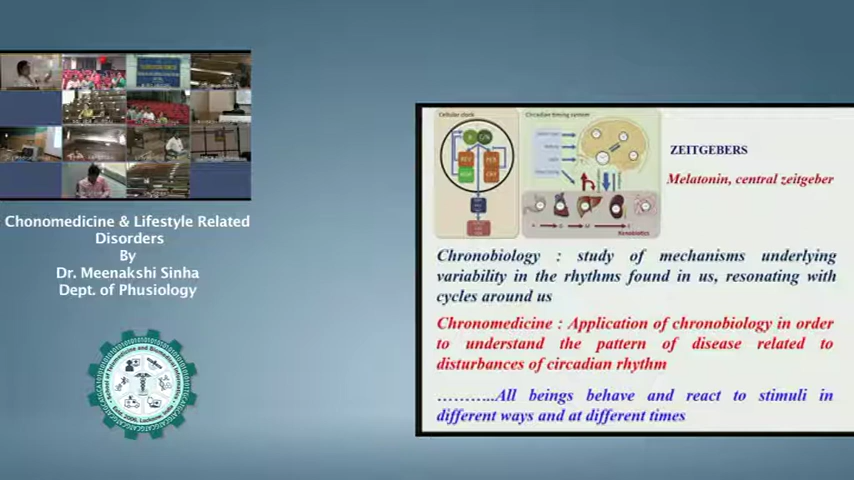 Chonomedicine & Lifestyle Related
Disorders
By
Dr. Meenakshi Sinha
Dept. of Phusiology
Cellular clock
Circadian timing system
ZEITGEBERS
Melatonin, central zeitgeber
Chronobiology : study of mechanisms underlying
variability in the rhythms found in us, resonating with
cycles around us
Chronomedicine : Application of chronobiology in order
to understand the pattern of disease related to
disturbances of circadian rhythm
………..All beings behave and react to stimuli in
different ways and at different times